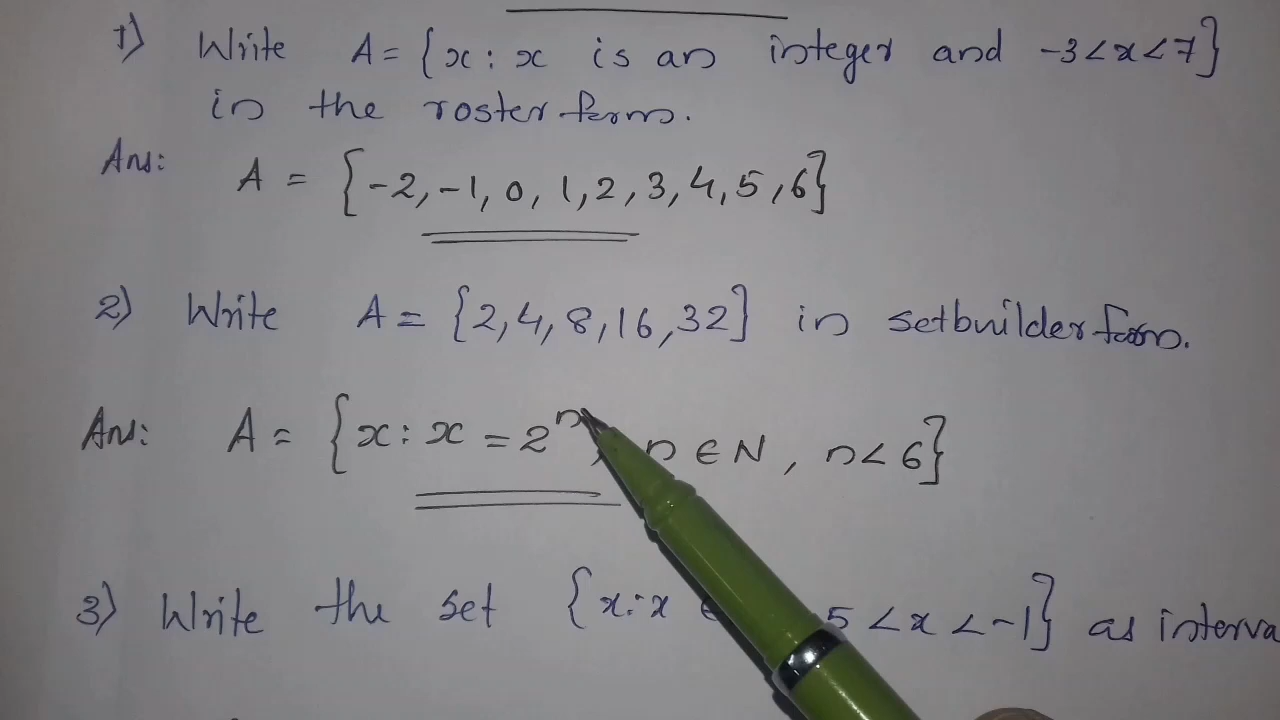 1) Write A = {x : x is an integer and -3 < x < 7}
in the roster form.
Ans: A = {-2, -1, 0, 1, 2, 3, 4, 5, 6}
2) Write A = {2, 4, 8, 16, 32} in setbuilder form.
Ans: A = {x : x = 2ⁿ, n ∈ N, n < 6}
3) Write the set {x : x ∈ 5 < x < -1} as interva